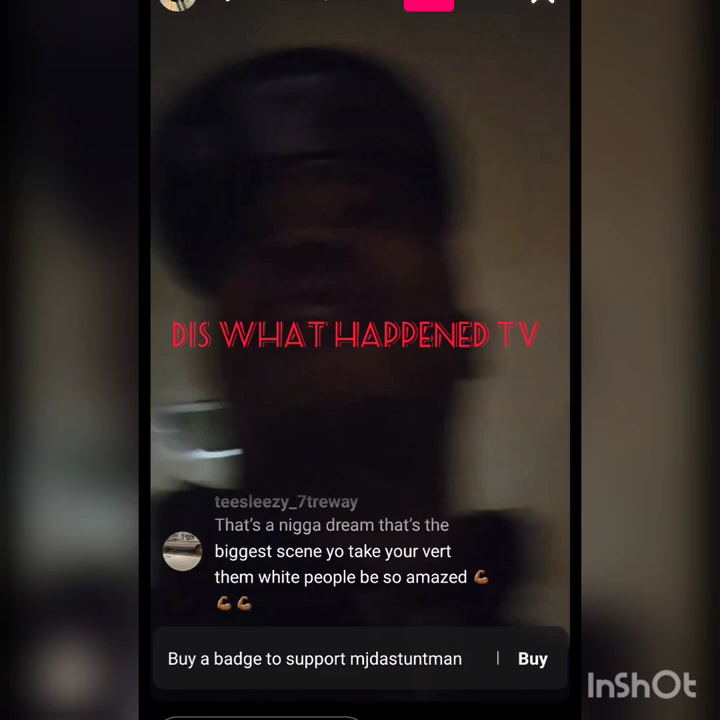 DIS WHAT HAPPENED TV
teesleezy_7treway
That's a nigga dream that's the
biggest scene yo take your vert
them white people be so amazed 💪🏾
💪🏾 💪🏾
Buy a badge to support mjdastuntman | Buy
InShOt